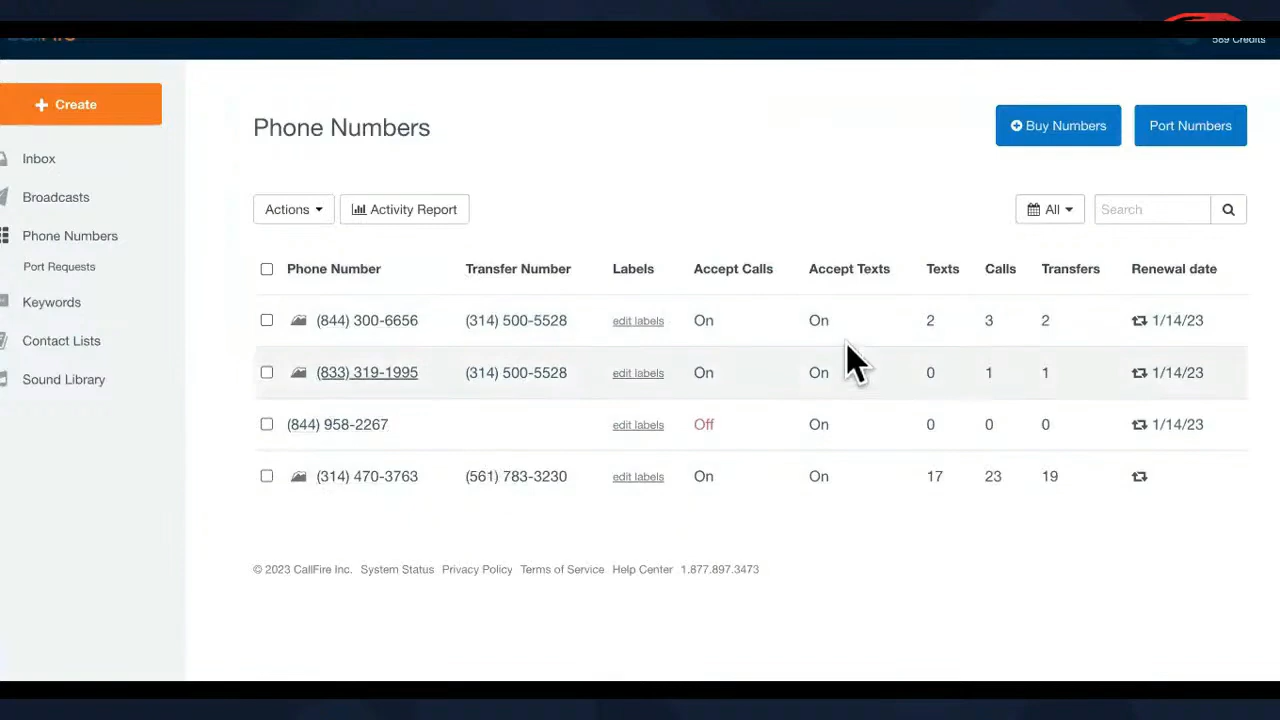 589 Credits
Create
Phone Numbers
Buy Numbers
Port Numbers
Inbox
Broadcasts
Phone Numbers
Port Requests
Keywords
Contact Lists
Sound Library
Actions
Activity Report
All
Search
Phone Number Transfer Number Labels Accept Calls Accept Texts Texts Calls Transfers Renewal date
(844) 300-6656 (314) 500-5528 edit labels On On 2 3 2 1/14/23
(833) 319-1995 (314) 500-5528 edit labels On On 0 1 1 1/14/23
(844) 958-2267 edit labels Off On 0 0 0 1/14/23
(314) 470-3763 (561) 783-3230 edit labels On On 17 23 19
© 2023 CallFire Inc. System Status Privacy Policy Terms of Service Help Center 1.877.897.3473